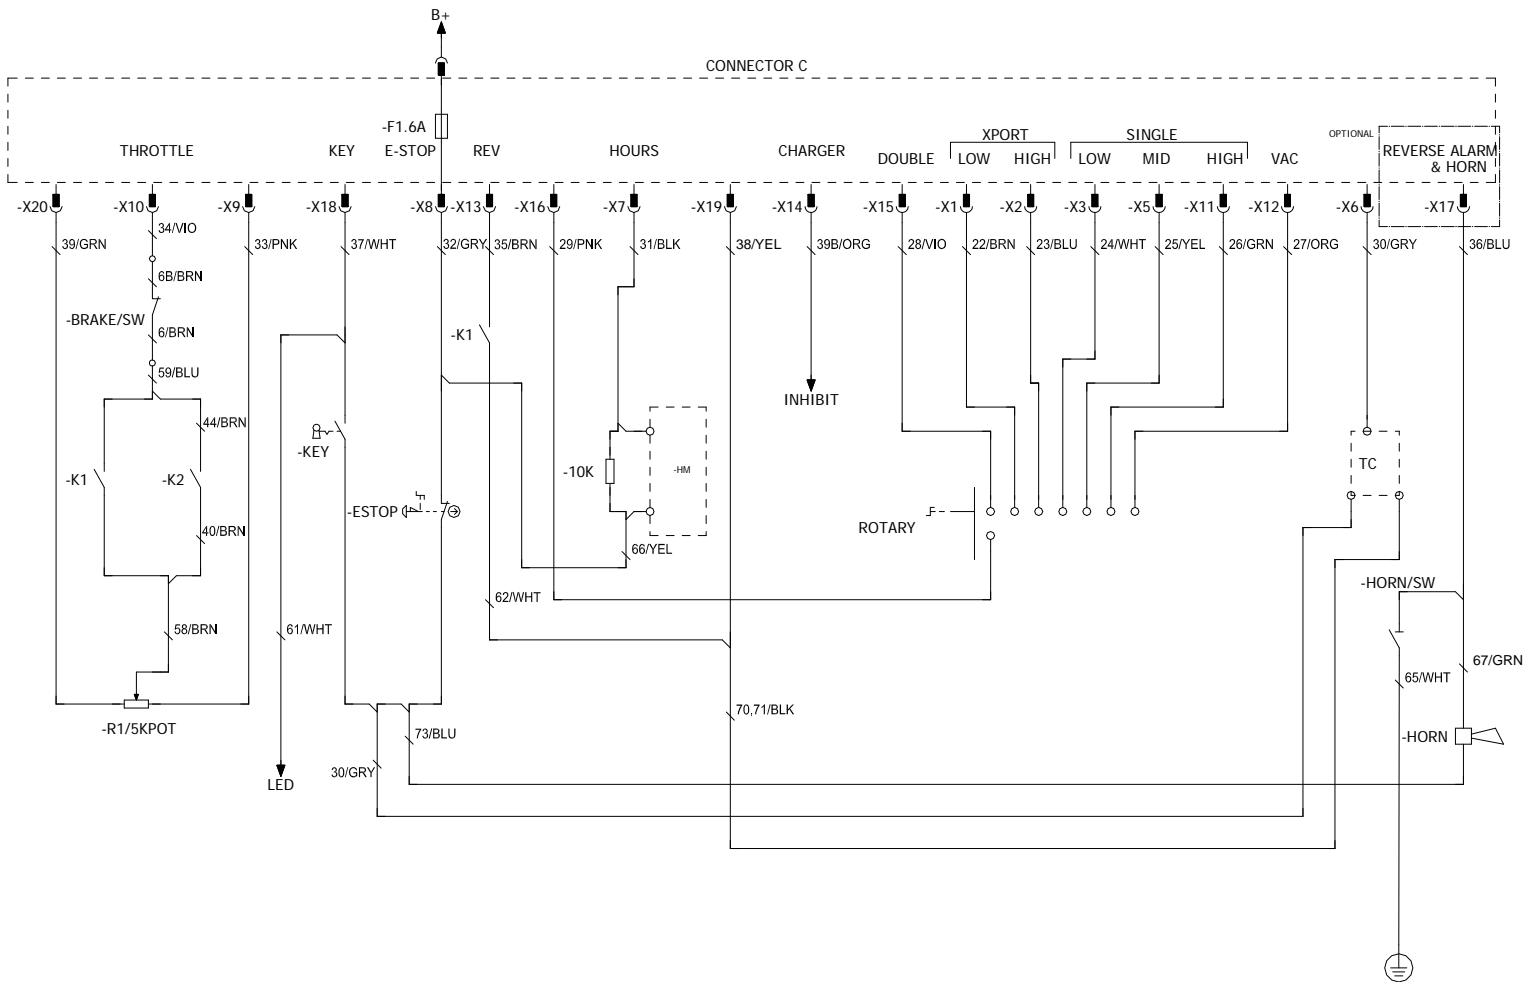 B+
CONNECTOR C
-F1.6A
XPORT
SINGLE
OPTIONAL
THROTTLE
KEY
E-STOP
REV
HOURS
CHARGER
DOUBLE
LOW
HIGH
LOW
MID
HIGH
VAC
REVERSE ALARM
& HORN
-X20
-X10
-X9
-X18
-X8
-X13
-X16
-X7
-X19
-X14
-X15
-X1
-X2
-X3
-X5
-X11
-X12
-X6
-X17
34/VIO
39/GRN
33/PNK
37/WHT
32/GRY
35/BRN
29/PNK
31/BLK
38/YEL
39B/ORG
28/VIO
22/BRN
23/BLU
24/WHT
25/YEL
26/GRN
27/ORG
30/GRY
36/BLU
6B/BRN
-BRAKE/SW
6/BRN
-K1
59/BLU
INHIBIT
44/BRN
-KEY
-K1
-K2
-10K
-HM
TC
-ESTOP
ROTARY
40/BRN
66/YEL
-HORN/SW
62/WHT
58/BRN
61/WHT
67/GRN
65/WHT
70,71/BLK
-R1/5KPOT
73/BLU
-HORN
30/GRY
LED